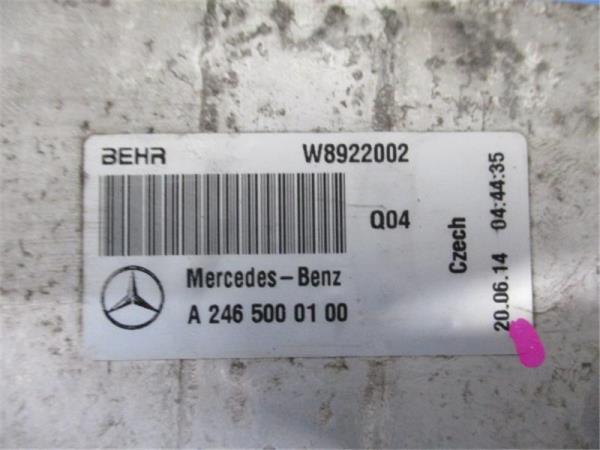 BEHR
W8922002
Q04
Mercedes-Benz
A 246 500 01 00
Czech
20.06.14 04:44:35